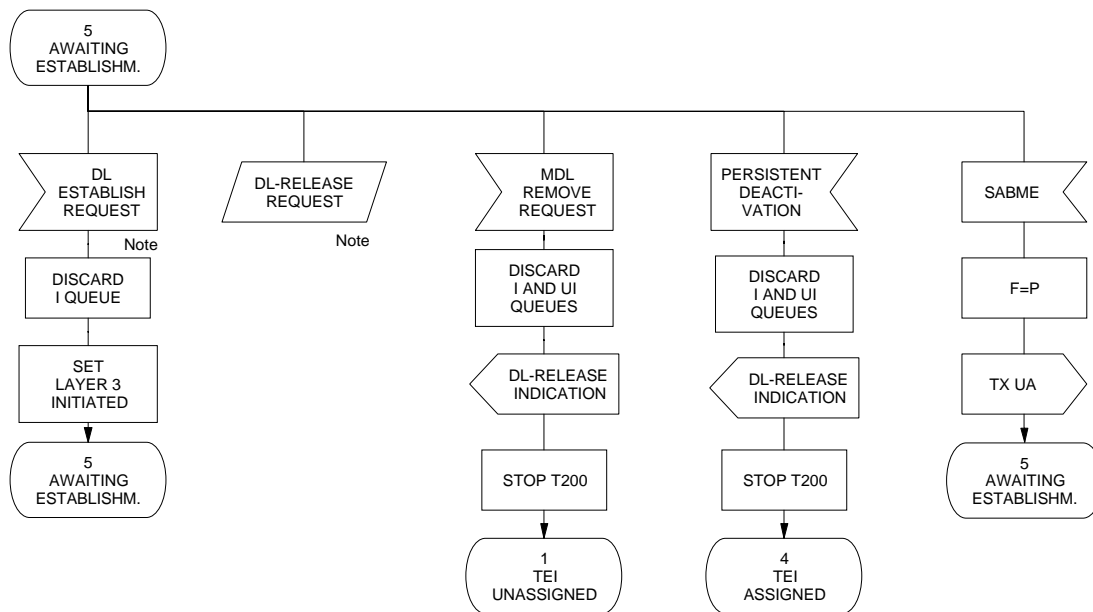 5
AWAITING
ESTABLISHM.
DL
ESTABLISH
REQUEST
Note
DISCARD
I QUEUE
SET
LAYER 3
INITIATED
5
AWAITING
ESTABLISHM.
DL-RELEASE
REQUEST
Note
MDL
REMOVE
REQUEST
DISCARD
I AND UI
QUEUES
DL-RELEASE
INDICATION
STOP T200
1
TEI
UNASSIGNED
PERSISTENT
DEACTI-
VATION
DISCARD
I AND UI
QUEUES
DL-RELEASE
INDICATION
STOP T200
4
TEI
ASSIGNED
SABME
F=P
TX UA
5
AWAITING
ESTABLISHM.